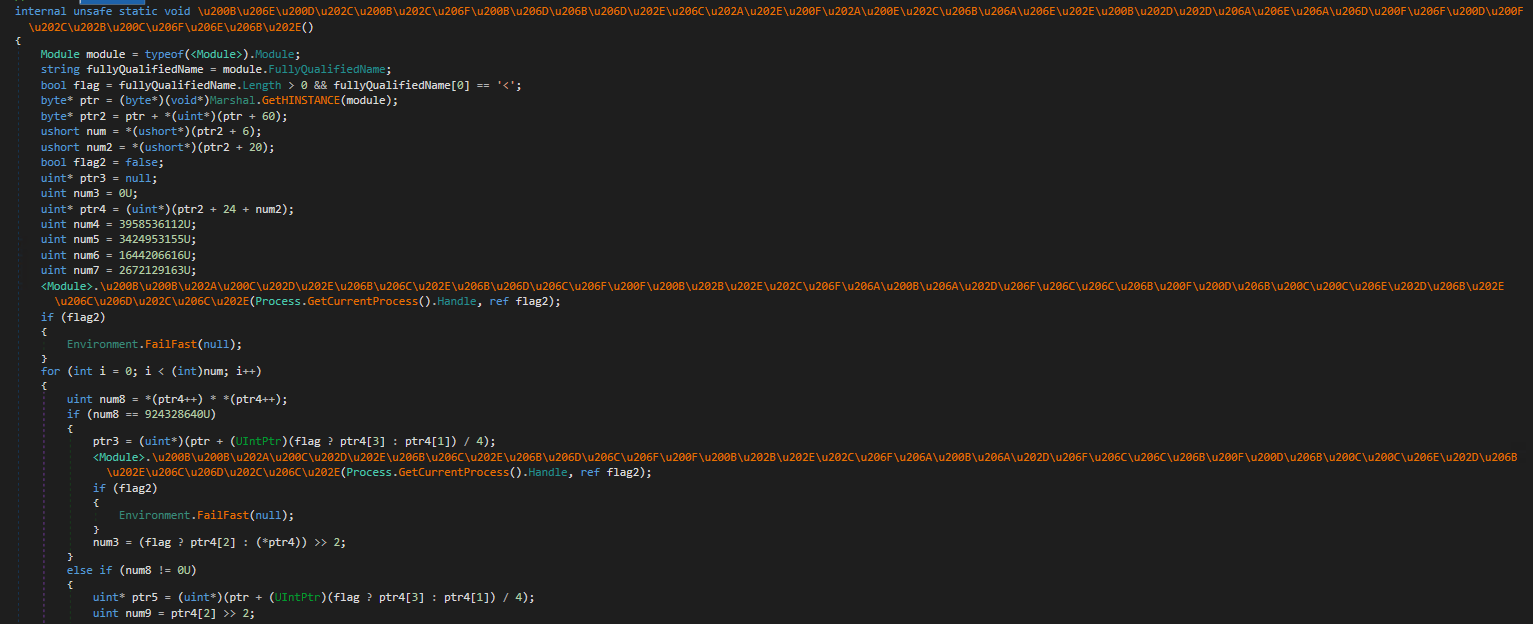 internal unsafe static void \u200B\u206E\u200D\u202C\u200B\u202C\u206F\u200B\u206D\u206B\u206D\u202E\u206C\u202A\u202E\u200F\u202A\u200E\u202C\u206B\u206A\u206E\u202E\u200B\u202D\u202D\u206A\u206E\u206A\u206D\u200F\u206F\u200D\u200F
\u202C\u202B\u200C\u206F\u206E\u206B\u202E()
{
Module module = typeof(<Module>).Module;
string fullyQualifiedName = module.FullyQualifiedName;
bool flag = fullyQualifiedName.Length > 0 && fullyQualifiedName[0] == '<';
byte* ptr = (byte*)(void*)Marshal.GetHINSTANCE(module);
byte* ptr2 = ptr + *(uint*)(ptr + 60);
ushort num = *(ushort*)(ptr2 + 6);
ushort num2 = *(ushort*)(ptr2 + 20);
bool flag2 = false;
uint* ptr3 = null;
uint num3 = 0U;
uint* ptr4 = (uint*)(ptr2 + 24 + num2);
uint num4 = 3958536112U;
uint num5 = 3424953155U;
uint num6 = 1644206616U;
uint num7 = 2672129163U;
<Module>.\u200B\u200B\u202A\u200C\u202D\u202E\u206B\u206C\u202E\u206B\u206D\u206C\u206F\u200F\u200B\u202B\u202E\u202C\u206F\u206A\u200B\u206A\u202D\u206F\u206C\u206C\u206B\u200F\u200D\u206B\u200C\u200C\u206E\u202D\u206B\u202E
\u206C\u206D\u202C\u206C\u202E(Process.GetCurrentProcess().Handle, ref flag2);
if (flag2)
{
Environment.FailFast(null);
}
for (int i = 0; i < (int)num; i++)
{
uint num8 = *(ptr4++) * *(ptr4++);
if (num8 == 924328640U)
{
ptr3 = (uint*)(ptr + (UIntPtr)(flag ? ptr4[3] : ptr4[1]) / 4);
<Module>.\u200B\u200B\u202A\u200C\u202D\u202E\u206B\u206C\u202E\u206B\u206D\u206C\u206F\u200F\u200B\u202B\u202E\u202C\u206F\u206A\u200B\u206A\u202D\u206F\u206C\u206C\u206B\u200F\u200D\u206B\u200C\u200C\u206E\u202D\u206B
\u202E\u206C\u206D\u202C\u206C\u202E(Process.GetCurrentProcess().Handle, ref flag2);
if (flag2)
{
Environment.FailFast(null);
}
num3 = (flag ? ptr4[2] : (*ptr4)) >> 2;
}
else if (num8 != 0U)
{
uint* ptr5 = (uint*)(ptr + (UIntPtr)(flag ? ptr4[3] : ptr4[1]) / 4);
uint num9 = ptr4[2] >> 2;